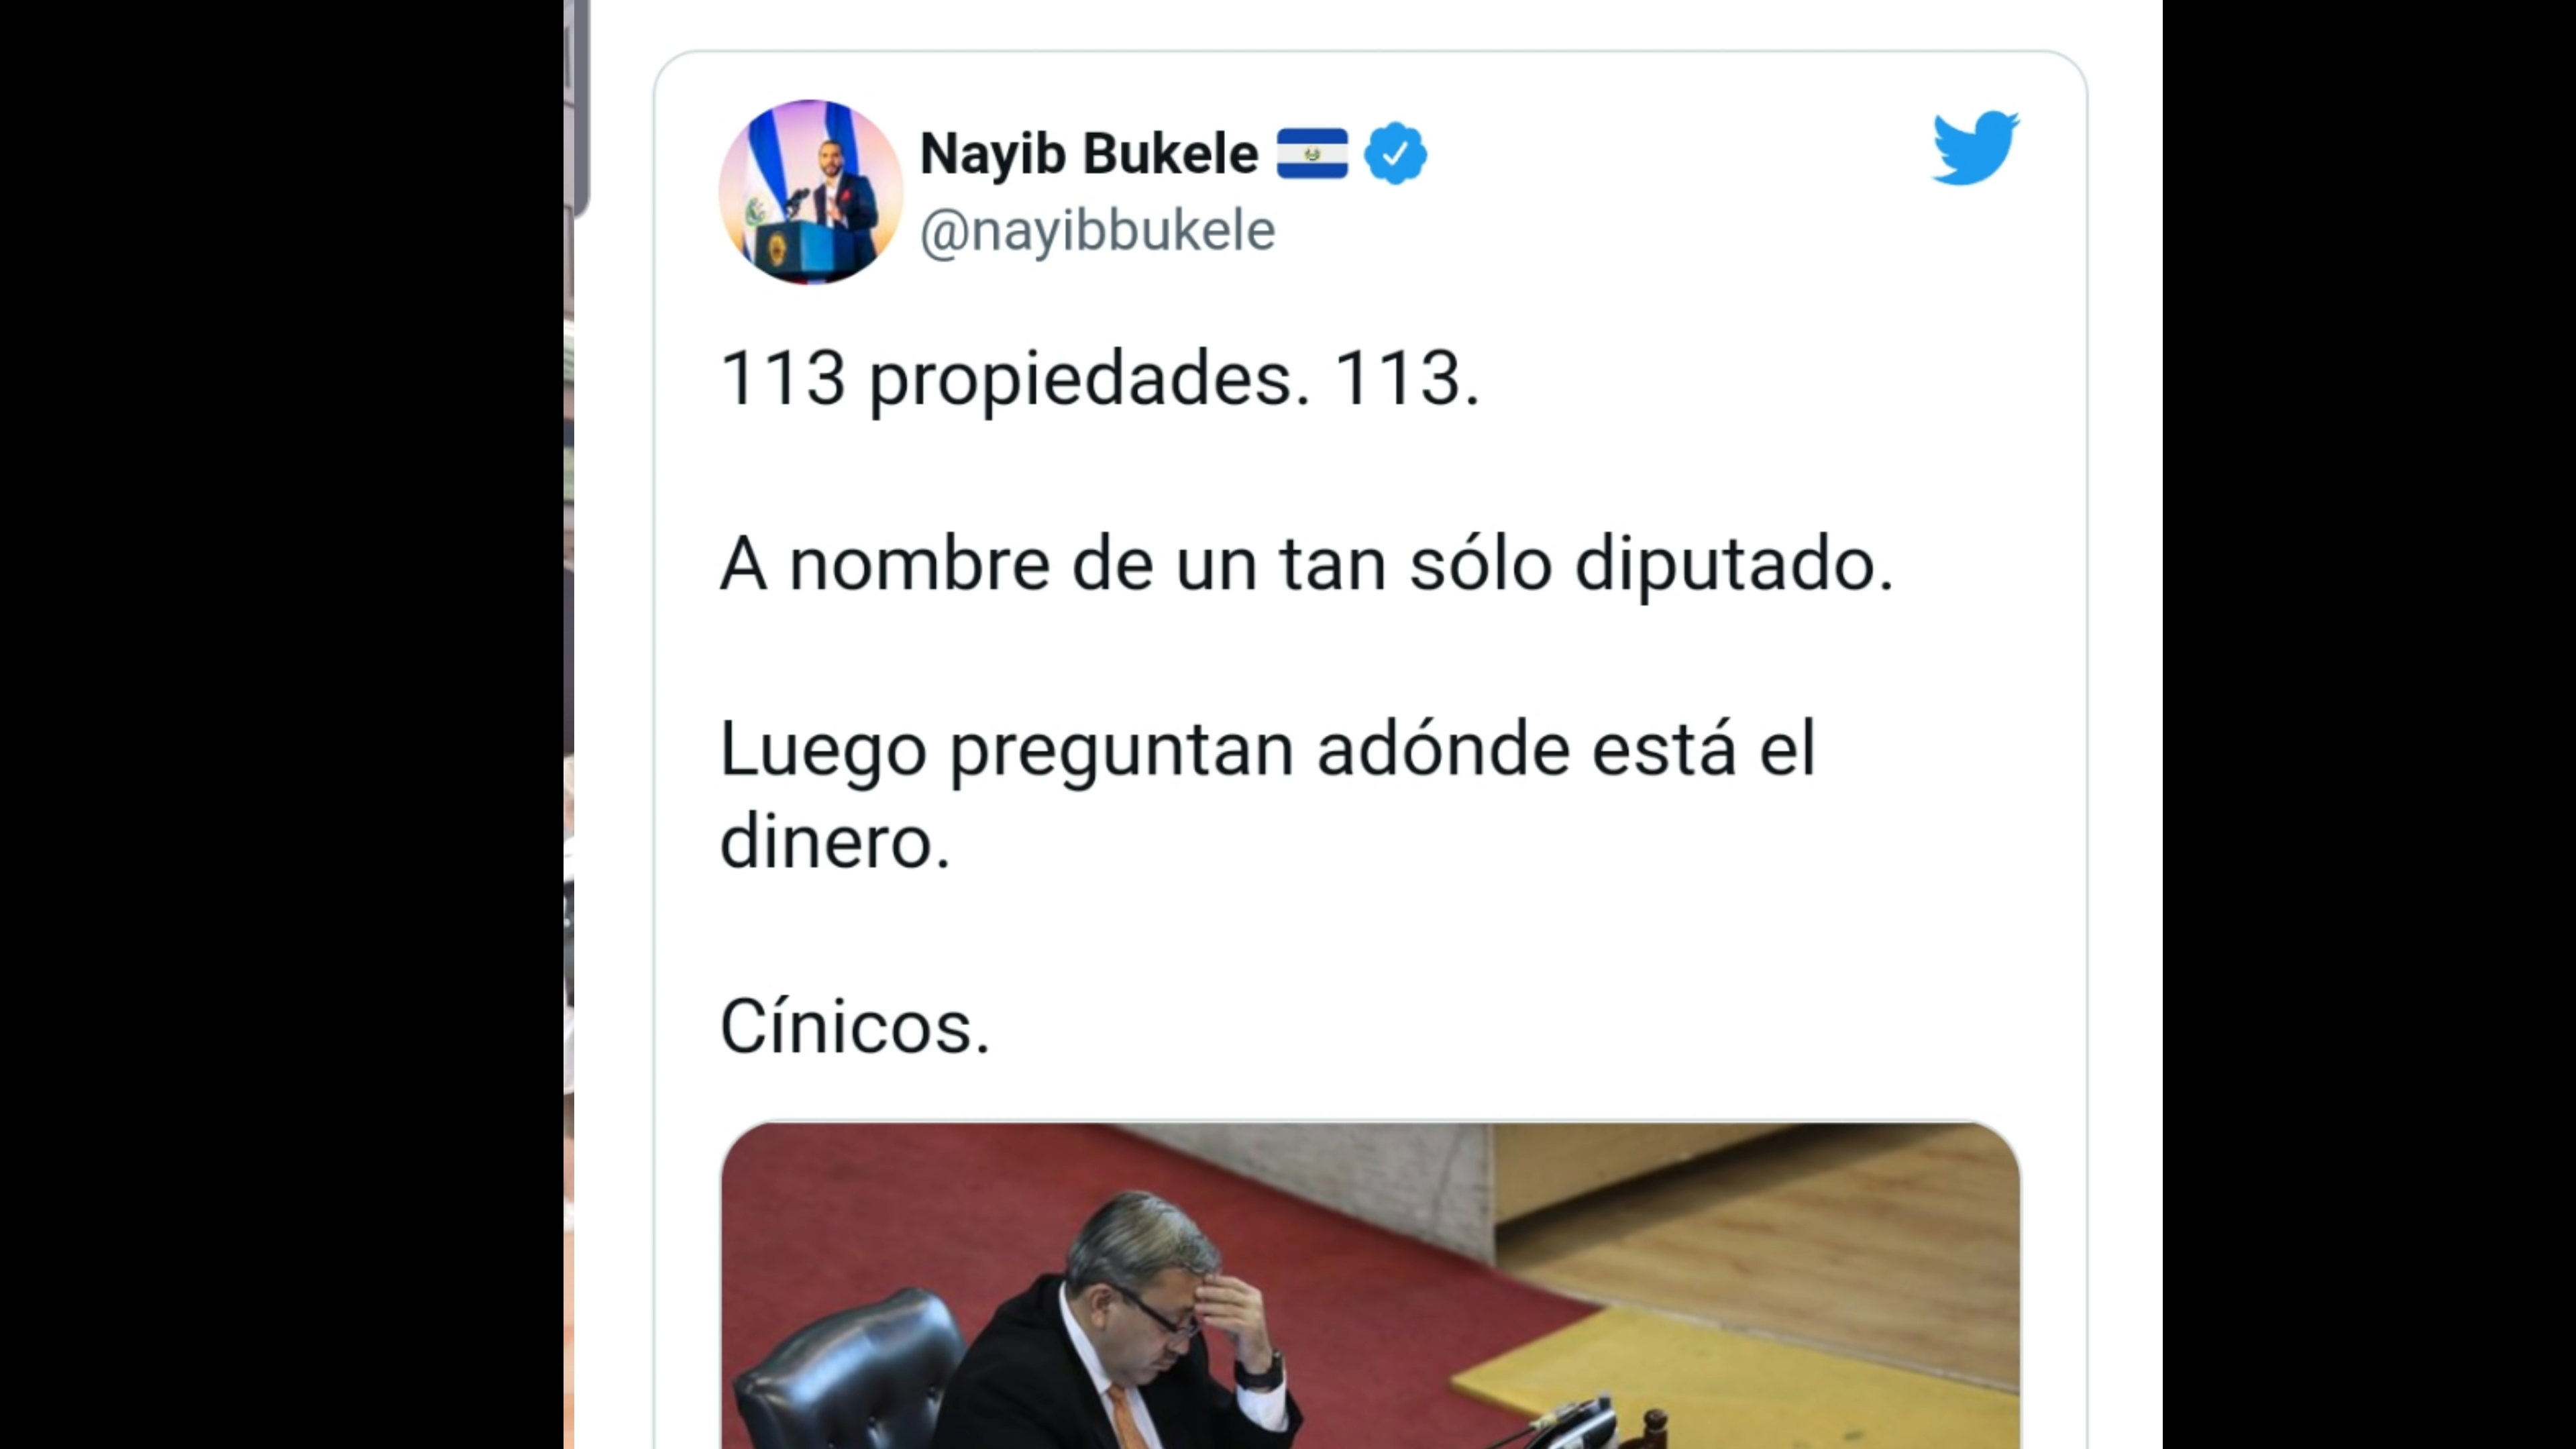 Nayib Bukele
@nayibbukele
113 propiedades. 113.
A nombre de un tan sólo diputado.
Luego preguntan adónde está el
dinero.
Cínicos.